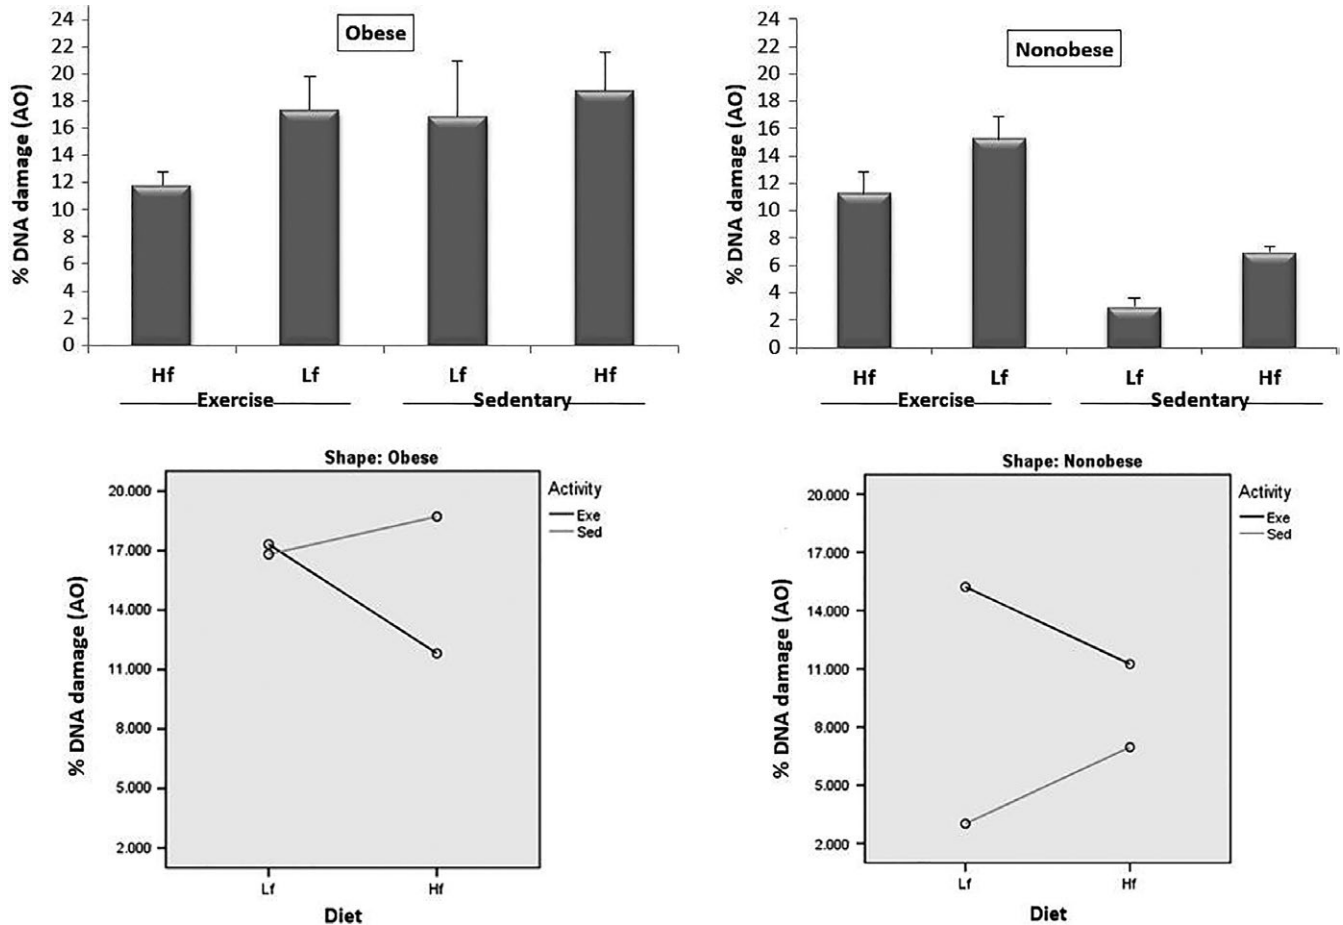 Obese
% DNA damage (AO)
24
22
20
18
16
14
12
10
8
6
4
2
0
Hf Lf Lf Hf
Exercise Sedentary
Nonobese
% DNA damage (AO)
24
22
20
18
16
14
12
10
8
6
4
2
0
Hf Lf Lf Hf
Exercise Sedentary
Shape: Obese
% DNA damage (AO)
20.000
17.000
14.000
11.000
8.000
5.000
2.000
Lf Hf
Diet
Activity
Exe
Sed
Shape: Nonobese
% DNA damage (AO)
20.000
17.000
14.000
11.000
8.000
5.000
2.000
Lf Hf
Diet
Activity
Exe
Sed